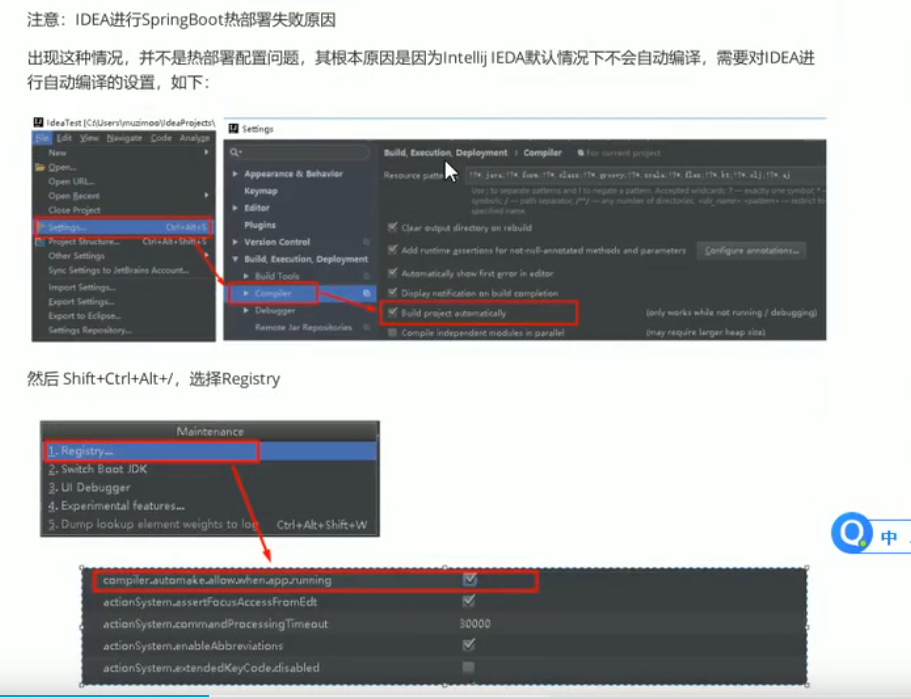 注意：IDEA进行SpringBoot热部署失败原因
出现这种情况，并不是热部署配置问题，其根本原因是因为Intellij IEDA默认情况下不会自动编译，需要对IDEA进
行自动编译的设置，如下：
IdeaTest [C:\Users\muzimoo\IdeaProjects\
File Edit View Navigate Code Analyze
New
Open...
Open URL...
Open Recent
Close Project
Settings... Ctrl+Alt+S
Project Structure... Ctrl+Alt+Shift+S
Other Settings
Sync Settings to JetBrains Account...
Import Settings...
Export Settings...
Export to Eclipse...
Settings Repository...
Settings
Appearance & Behavior
Keymap
Editor
Plugins
Version Control
Build, Execution, Deployment
Build Tools
Compiler
Debugger
Remote Jar Repositories
Build, Execution, Deployment › Compiler For current project
Resource patte !?*.java;!?*.form;!?*.class;!?*.groovy;!?*.scala;!?*.flex;!?*.kt;!?*.clj;!?*.aj
Use ; to separate patterns and ! to negate a pattern. Accepted wildcards: ? — exactly one symbol; * —
symbols; / — path separator; /**/ — any number of directories; <dir_name>: <pattern> — restrict to
specified name
Clear output directory on rebuild
Add runtime assertions for not-null-annotated methods and parameters Configure annotations...
Automatically show first error in editor
Display notification on build completion
Build project automatically (only works while not running / debugging)
Compile independent modules in parallel (may require larger heap size)
然后 Shift+Ctrl+Alt+/，选择Registry
Maintenance
1. Registry...
2. Switch Boot JDK
3. UI Debugger
4. Experimental features...
5. Dump lookup element weights to log Ctrl+Alt+Shift+W
compiler.automake.allow.when.app.running
actionSystem.assertFocusAccessFromEdt
actionSystem.commandProcessingTimeout 30000
actionSystem.enableAbbreviations
actionSystem.extendedKeyCode.disabled
中